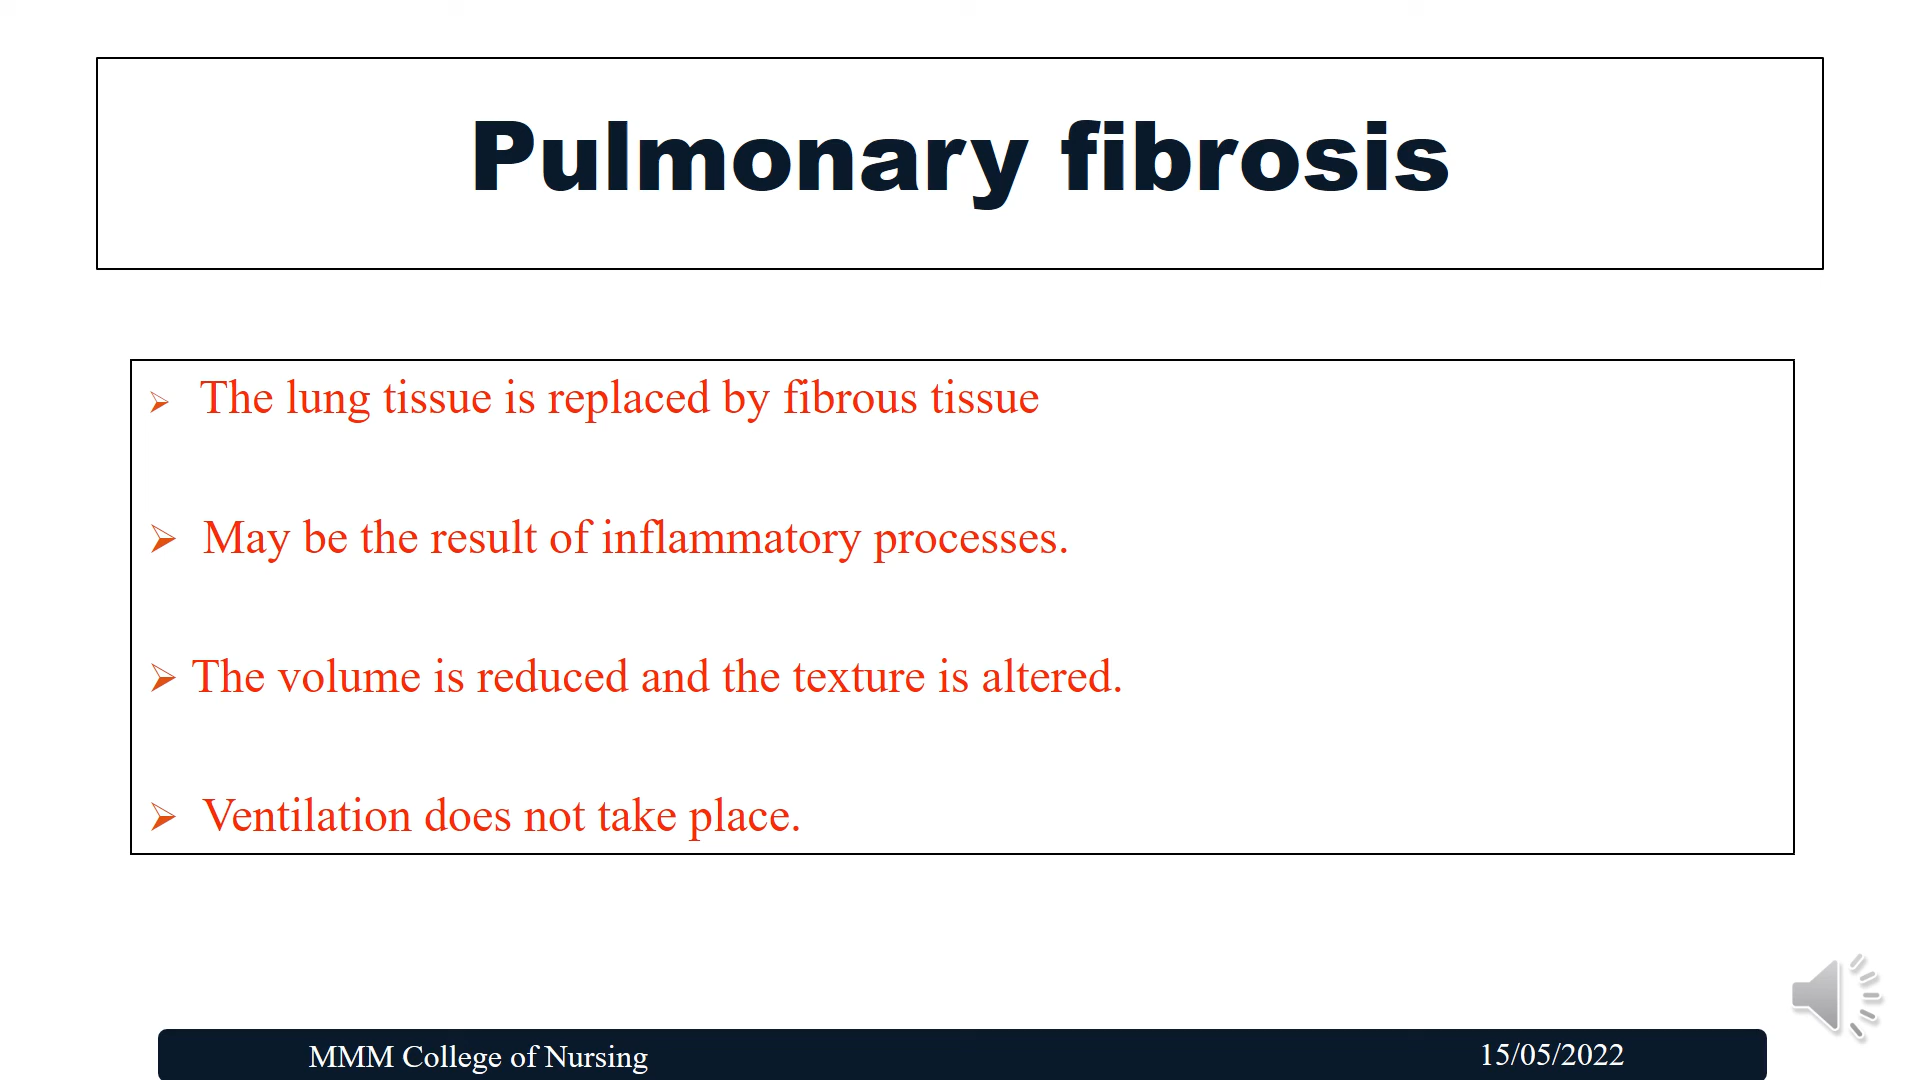 Pulmonary fibrosis
➢ The lung tissue is replaced by fibrous tissue
➢ May be the result of inflammatory processes.
➢ The volume is reduced and the texture is altered.
➢ Ventilation does not take place.
MMM College of Nursing
15/05/2022